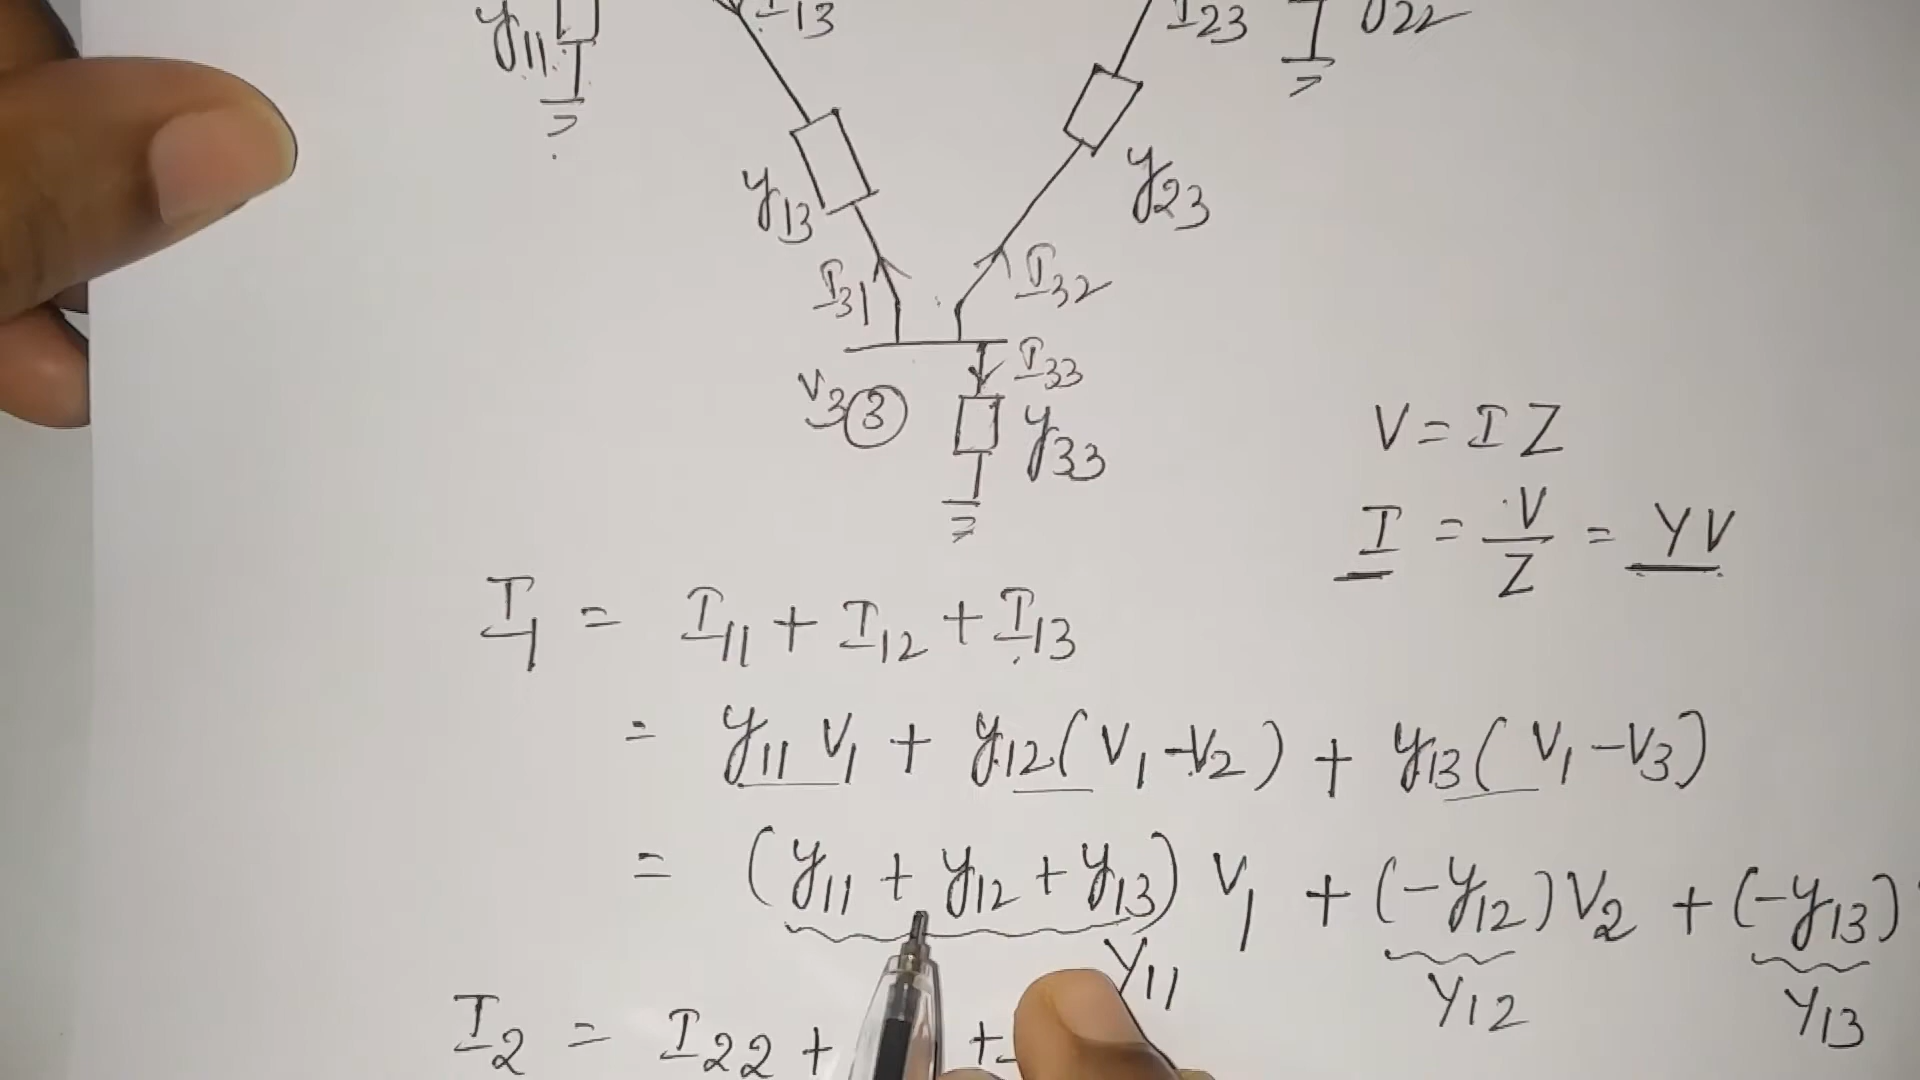 y11 I13 I23 y22
y13 y23
I31 I32
I33
V3 3 y33
V = I Z
I = V/Z = YV
I1 = I11 + I12 + I13
= y11 V1 + y12(V1-V2) + y13(V1-V3)
= (y11 + y12 + y13) V1 + (-y12)V2 + (-y13)
Y11 Y12 Y13
I2 = I22 + +